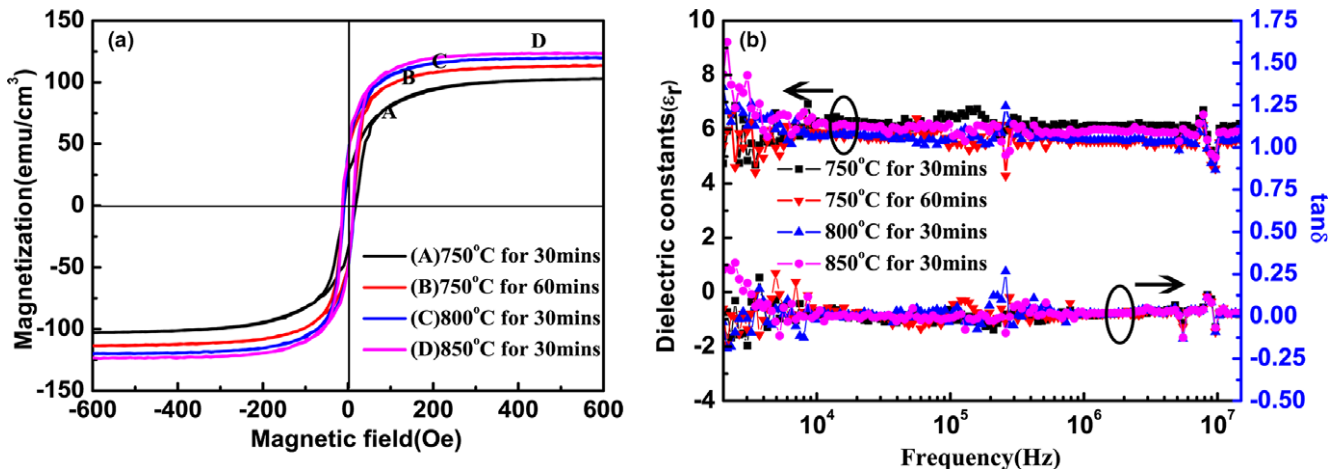 (a)
Magnetization(emu/cm³)
150
100
50
0
-50
-100
-150
D
C
B
A
(A)750°C for 30mins
(B)750°C for 60mins
(C)800°C for 30mins
(D)850°C for 30mins
-600 -400 -200 0 200 400 600
Magnetic field(Oe)
(b)
Dielectric constants(εr)
10
8
6
4
2
0
-2
-4
750°C for 30mins
750°C for 60mins
800°C for 30mins
850°C for 30mins
1.75
1.50
1.25
1.00
0.75
0.50
0.25
0.00
-0.25
-0.50
tanδ
10⁴ 10⁵ 10⁶ 10⁷
Frequency(Hz)